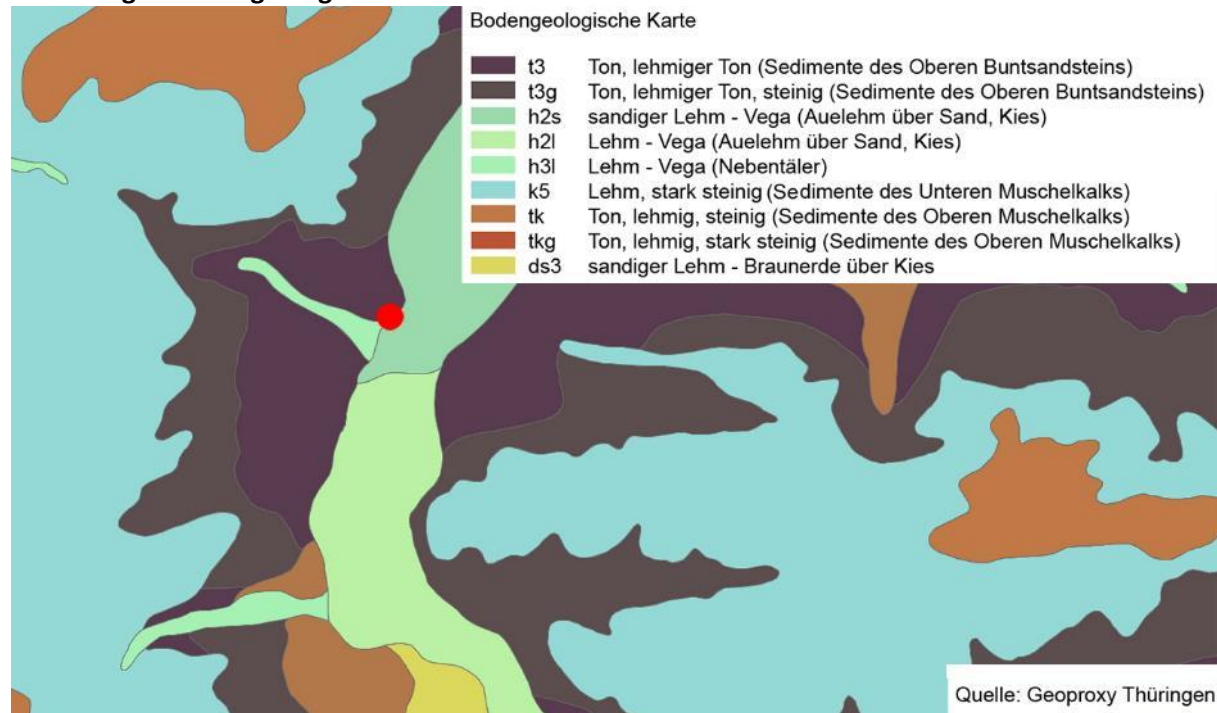 Bodengeologische Karte
t3 Ton, lehmiger Ton (Sedimente des Oberen Buntsandsteins)
t3g Ton, lehmiger Ton, steinig (Sedimente des Oberen Buntsandsteins)
h2s sandiger Lehm - Vega (Auelehm über Sand, Kies)
h2l Lehm - Vega (Auelehm über Sand, Kies)
h3l Lehm - Vega (Nebentäler)
k5 Lehm, stark steinig (Sedimente des Unteren Muschelkalks)
tk Ton, lehmig, steinig (Sedimente des Oberen Muschelkalks)
tkg Ton, lehmig, stark steinig (Sedimente des Oberen Muschelkalks)
ds3 sandiger Lehm - Braunerde über Kies
Quelle: Geoproxy Thüringen